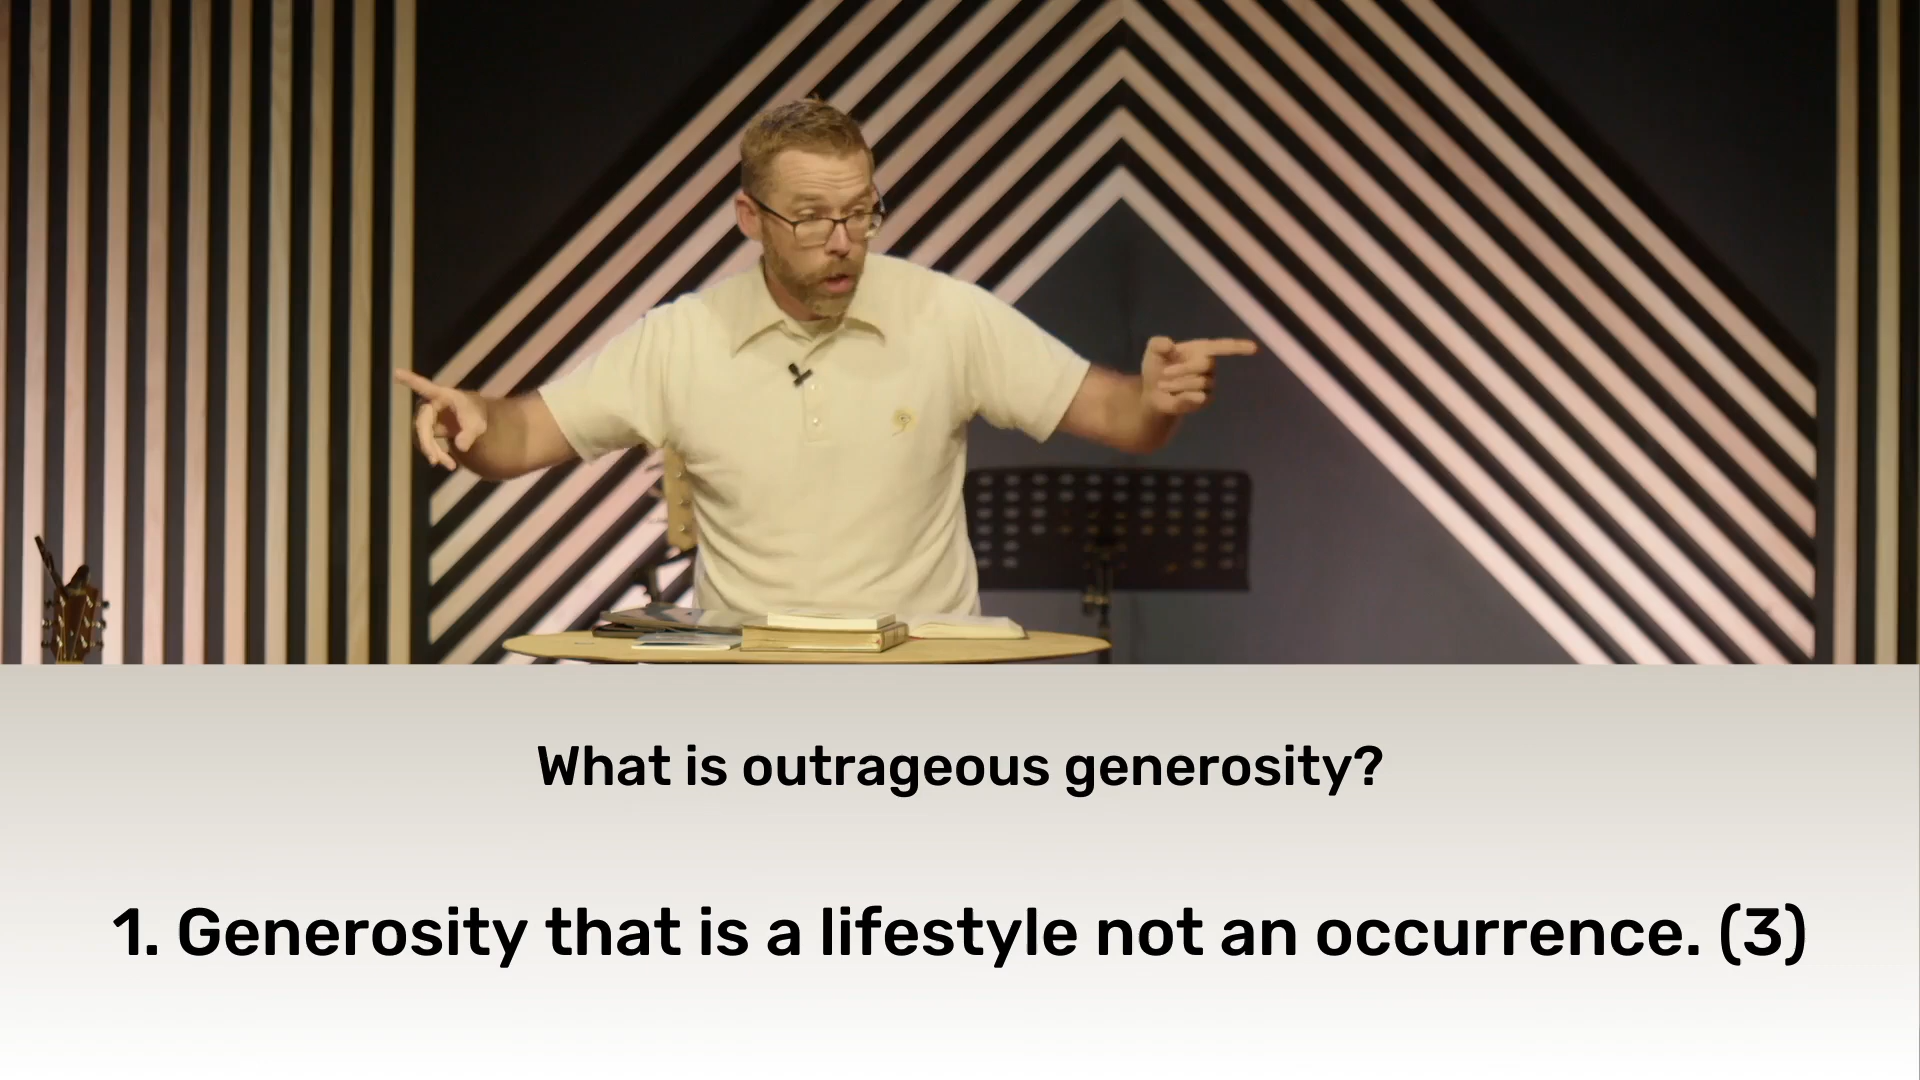 What is outrageous generosity?
1. Generosity that is a lifestyle not an occurrence. (3)